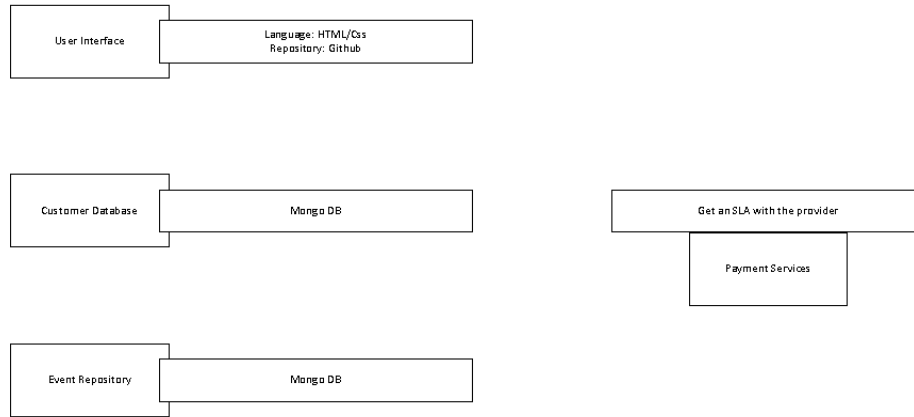 User Interface
Language: HTML/Css
Repository: Github
Customer Database
Mongo DB
Get an SLA with the provider
Payment Services
Event Repository
Mongo DB